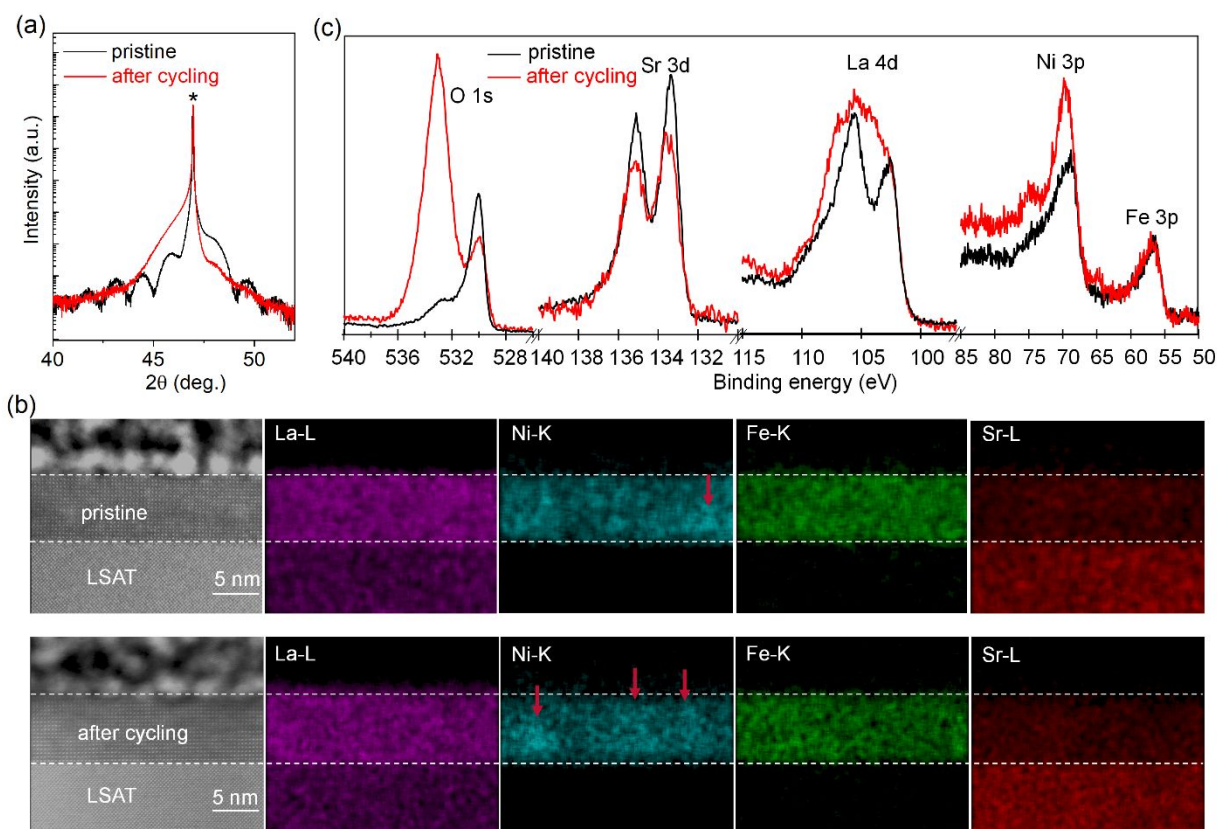 (a)
pristine
after cycling
*
Intensity (a.u.)
40 45 50
2θ (deg.)
(c)
pristine
after cycling
O 1s
Sr 3d
La 4d
Ni 3p
Fe 3p
540 536 532 528 140 138 136 134 132 115 110 105 100 85 80 75 70 65 60 55 50
Binding energy (eV)
(b)
pristine
LSAT
5 nm
La-L
Ni-K
Fe-K
Sr-L
after cycling
LSAT
5 nm
La-L
Ni-K
Fe-K
Sr-L